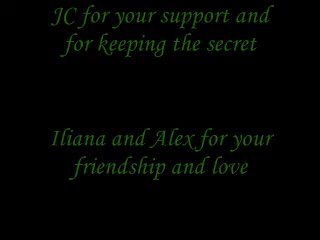 JC for your support and
for keeping the secret
Iliana and Alex for your
friendship and love